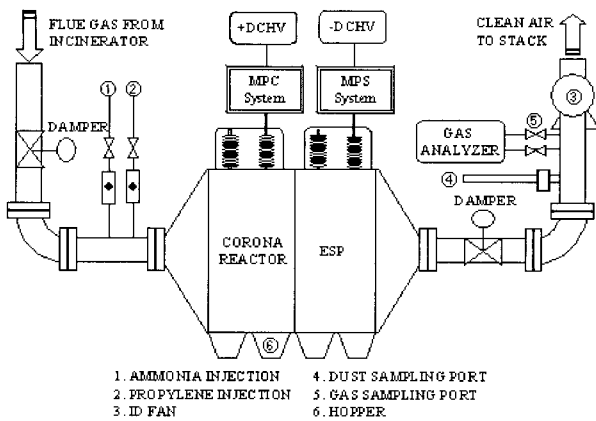 FLUE GAS FROM
INCINERATOR
+DCHV
-DCHV
CLEAN AIR
TO STACK
MPC
System
MPS
System
①
②
③
DAMPER
⑤
GAS
ANALYZER
④
DAMPER
CORONA
REACTOR
ESP
⑥
1. AMMONIA INJECTION
2. PROPYLENE INJECTION
3. ID FAN
4. DUST SAMPLING PORT
5. GAS SAMPLING PORT
6. HOPPER